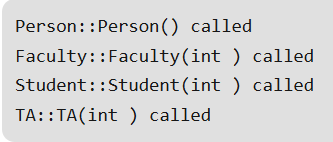 Person::Person() called
Faculty::Faculty(int ) called
Student::Student(int ) called
TA::TA(int ) called